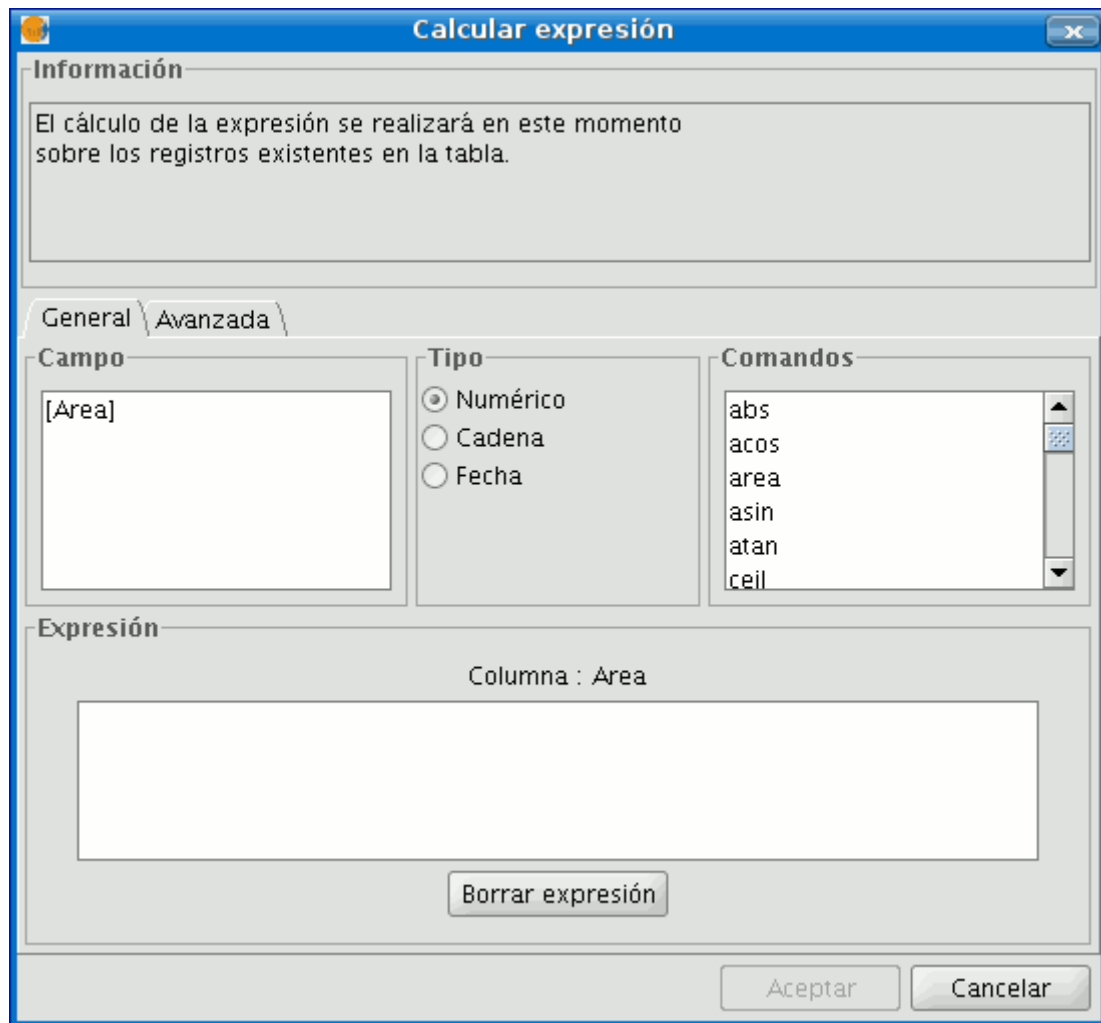 Calcular expresión
Información
El cálculo de la expresión se realizará en este momento
sobre los registros existentes en la tabla.
General
Avanzada
Campo
[Area]
Tipo
Numérico
Cadena
Fecha
Comandos
abs
acos
area
asin
atan
ceil
Expresión
Columna : Area
Borrar expresión
Aceptar
Cancelar